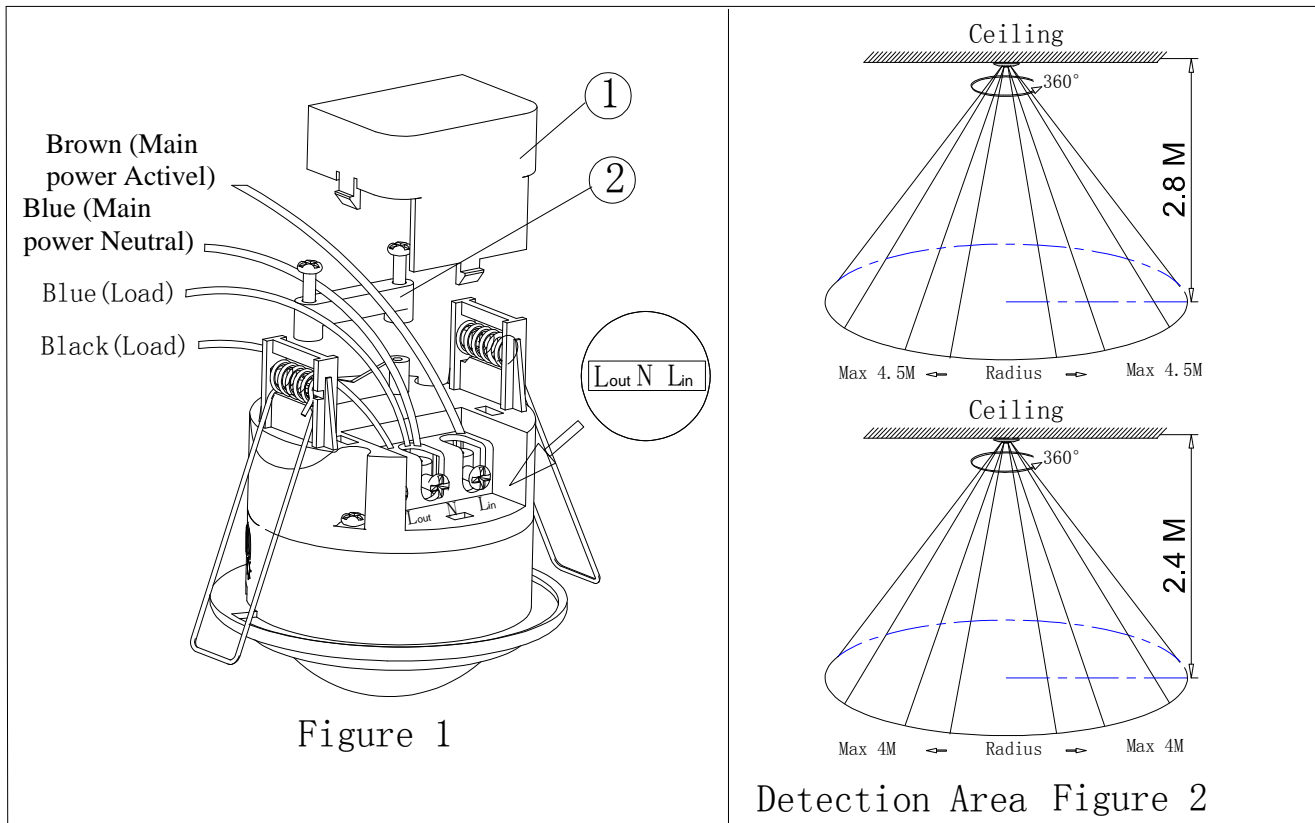 1
2
Brown (Main
power Activel)
Blue (Main
power Neutral)
Blue(Load)
Black(Load)
Lout N Lin
Lout N Lin
Figure 1
Ceiling
360°
2.8 M
Max 4.5M Radius Max 4.5M
Ceiling
360°
2.4 M
Max 4M Radius Max 4M
Detection Area Figure 2